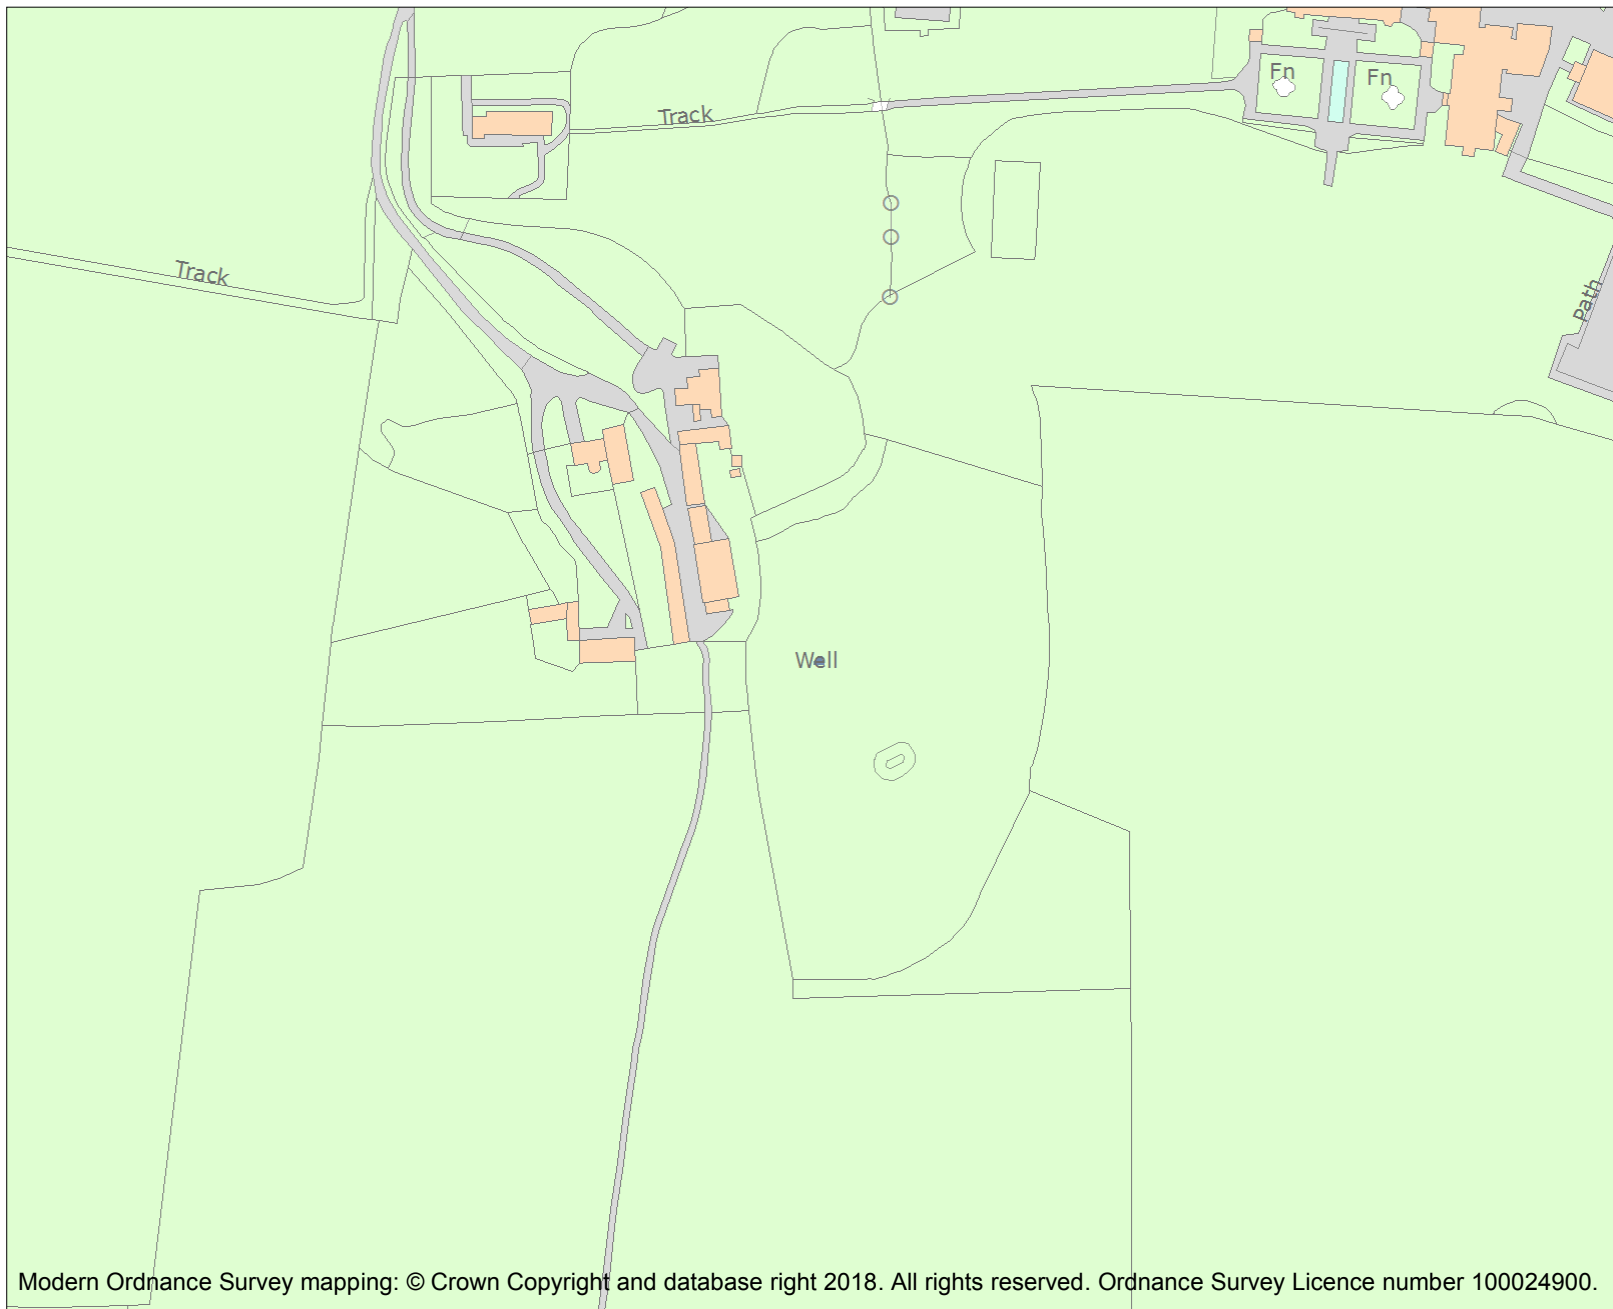 Fn
Fn
Track
Track
Path
Well
Modern Ordnance Survey mapping: © Crown Copyright and database right 2018. All rights reserved. Ordnance Survey Licence number 100024900.